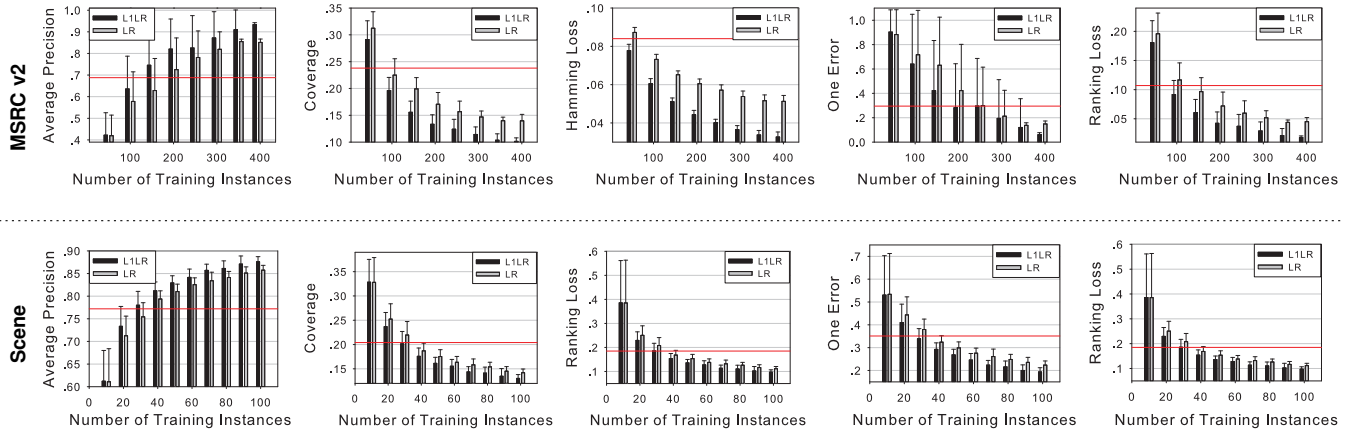 MSRC v2
Average Precision
1.0
.9
.8
.7
.6
.5
.4
L1LR
LR
100 200 300 400
Number of Training Instances
Coverage
.35
.30
.25
.20
.15
.10
L1LR
LR
100 200 300 400
Number of Training Instances
Hamming Loss
.10
.08
.06
.04
L1LR
LR
100 200 300 400
Number of Training Instances
One Error
1.0
.8
.6
.4
.2
0.0
L1LR
LR
100 200 300 400
Number of Training Instances
Ranking Loss
.20
.15
.10
.05
L1LR
LR
100 200 300 400
Number of Training Instances
Scene
Average Precision
.90
.85
.80
.75
.70
.65
.60
L1LR
LR
0 20 40 60 80 100
Number of Training Instances
Coverage
.35
.30
.25
.20
.15
L1LR
LR
0 20 40 60 80 100
Number of Training Instances
Ranking Loss
.6
.5
.4
.3
.2
.1
L1LR
LR
0 20 40 60 80 100
Number of Training Instances
One Error
.7
.6
.5
.4
.3
.2
L1LR
LR
0 20 40 60 80 100
Number of Training Instances
Ranking Loss
.6
.5
.4
.3
.2
.1
L1LR
LR
0 20 40 60 80 100
Number of Training Instances